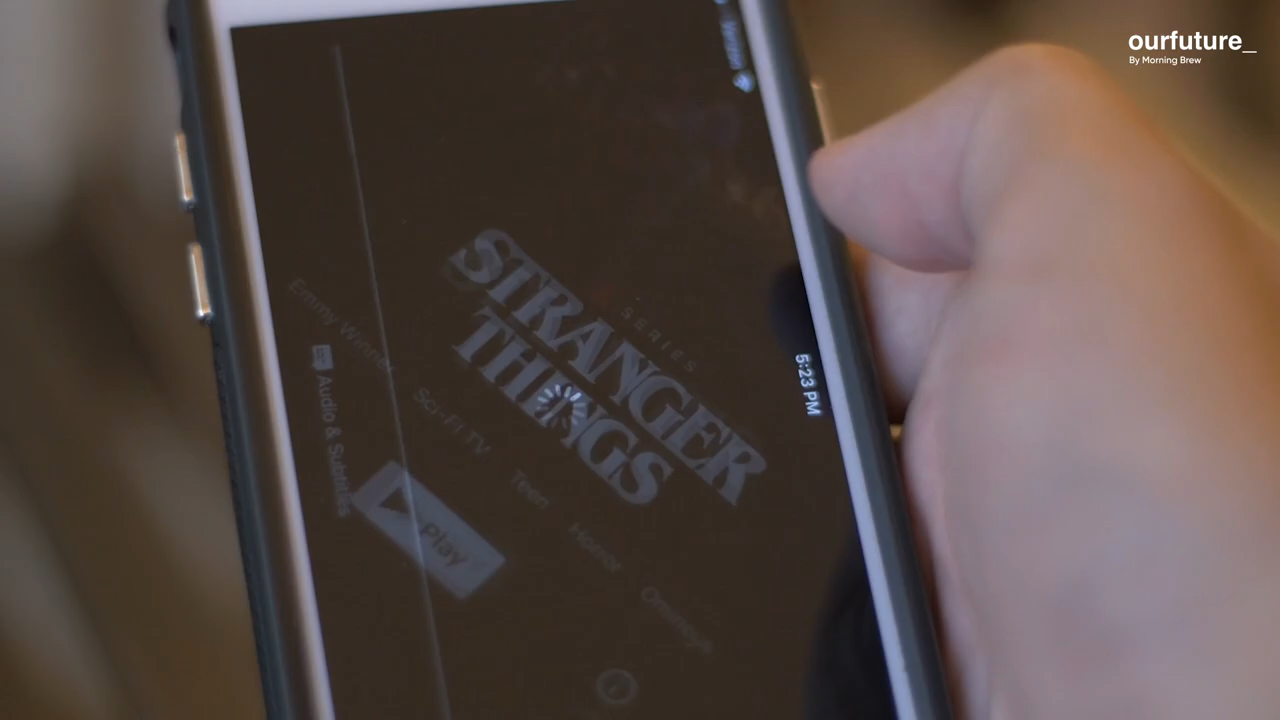 ourfuture_
By Morning Brew
Verizon
5:23 PM
SERIES
STRANGER
THINGS
Emmy Winner
Sci-Fi TV
Teen
Horror
Audio & Subtitles
Play